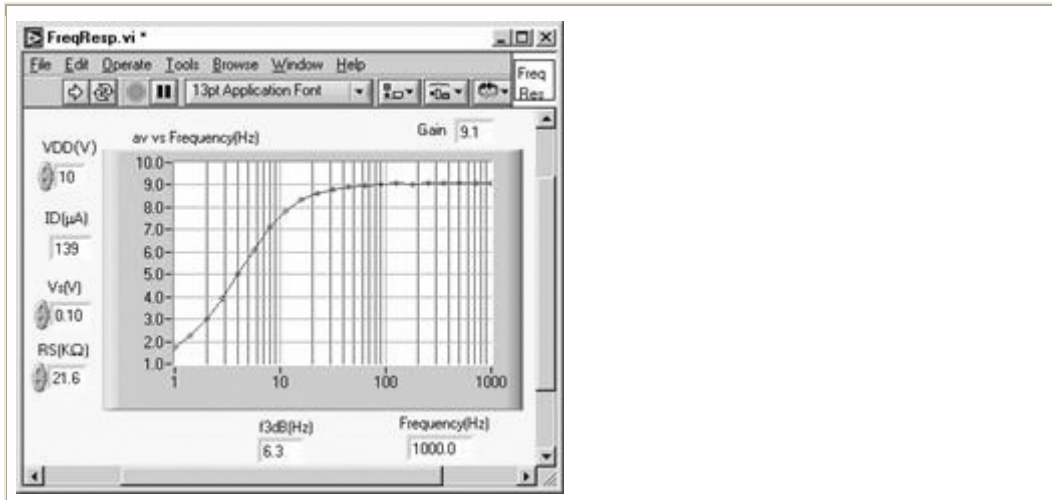 FreqResp.vi *
File Edit Operate Tools Browse Window Help
13pt Application Font
Freq
Res
av vs Frequency(Hz)
Gain 9.1
VDD(V)
10
ID(µA)
139
Vs(V)
0.10
RS(KΩ)
21.6
10.0
9.0
8.0
7.0
6.0
5.0
4.0
3.0
2.0
1.0
1 10 100 1000
f3dB(Hz)
6.3
Frequency(Hz)
1000.0